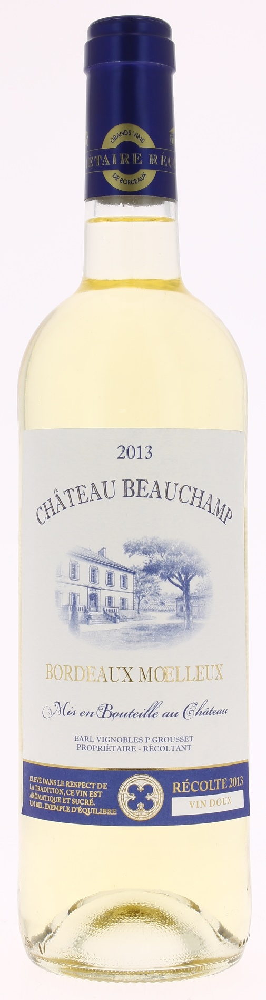 GRANDS VINS
ÉTAIRE RÉC
DE BORDEAUX
2013
CHÂTEAU BEAUCHAMP
BORDEAUX MOELLEUX
Mis en Bouteille au Château
EARL VIGNOBLES P.GROUSSET
PROPRIÉTAIRE - RÉCOLTANT
ELEVÉ DANS LE RESPECT DE
LA TRADITION, CE VIN EST
ARÔMATIQUE ET SUCRÉ.
UN BEL EXEMPLE D'ÉQUILIBRE
RÉCOLTE 2013
VIN DOUX